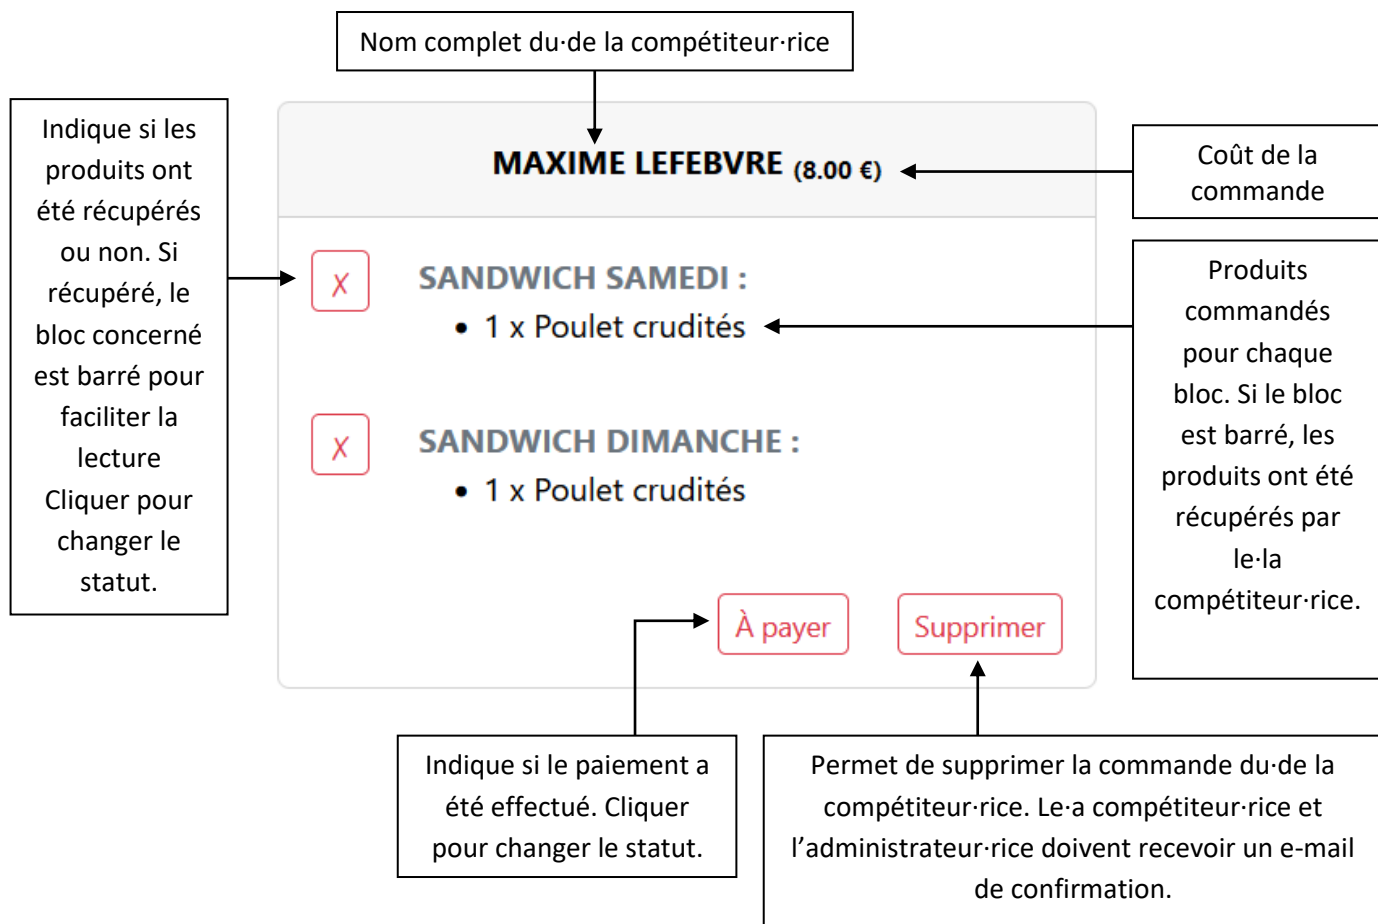 Nom complet du·de la compétiteur·rice
Indique si les
produits ont
été récupérés
ou non. Si
récupéré, le
bloc concerné
est barré pour
faciliter la
lecture
Cliquer pour
changer le
statut.
MAXIME LEFEBVRE (8.00 €)
Coût de la
commande
✗ SANDWICH SAMEDI :
• 1 x Poulet crudités
Produits
commandés
pour chaque
bloc. Si le bloc
est barré, les
produits ont été
récupérés par
le·la
compétiteur·rice.
✗ SANDWICH DIMANCHE :
• 1 x Poulet crudités
À payer Supprimer
Indique si le paiement a
été effectué. Cliquer
pour changer le statut.
Permet de supprimer la commande du·de la
compétiteur·rice. Le·a compétiteur·rice et
l’administrateur·rice doivent recevoir un e-mail
de confirmation.